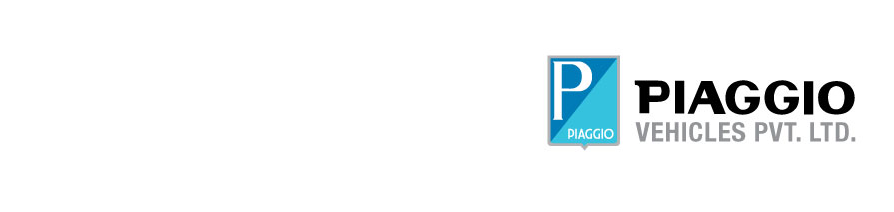 P
PIAGGIO
PIAGGIO
VEHICLES PVT. LTD.